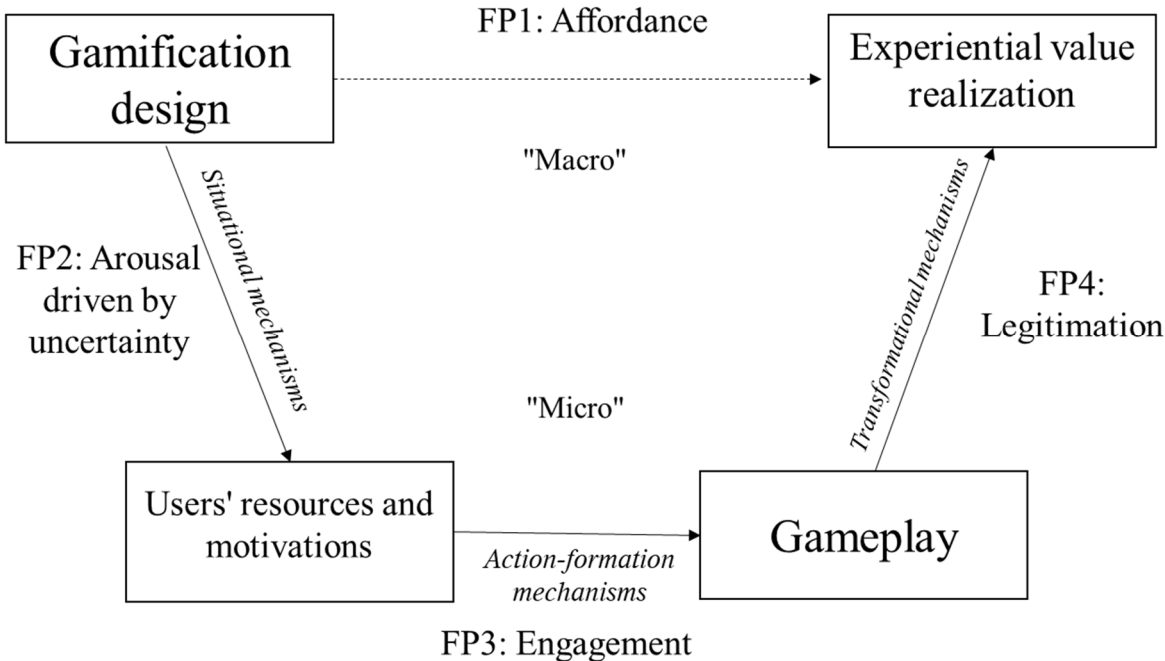 FP1: Affordance
Gamification
design
Experiential value
realization
"Macro"
Situational mechanisms
Transformational mechanisms
FP2: Arousal
driven by
uncertainty
FP4:
Legitimation
"Micro"
Users' resources and
motivations
Gameplay
Action-formation
mechanisms
FP3: Engagement